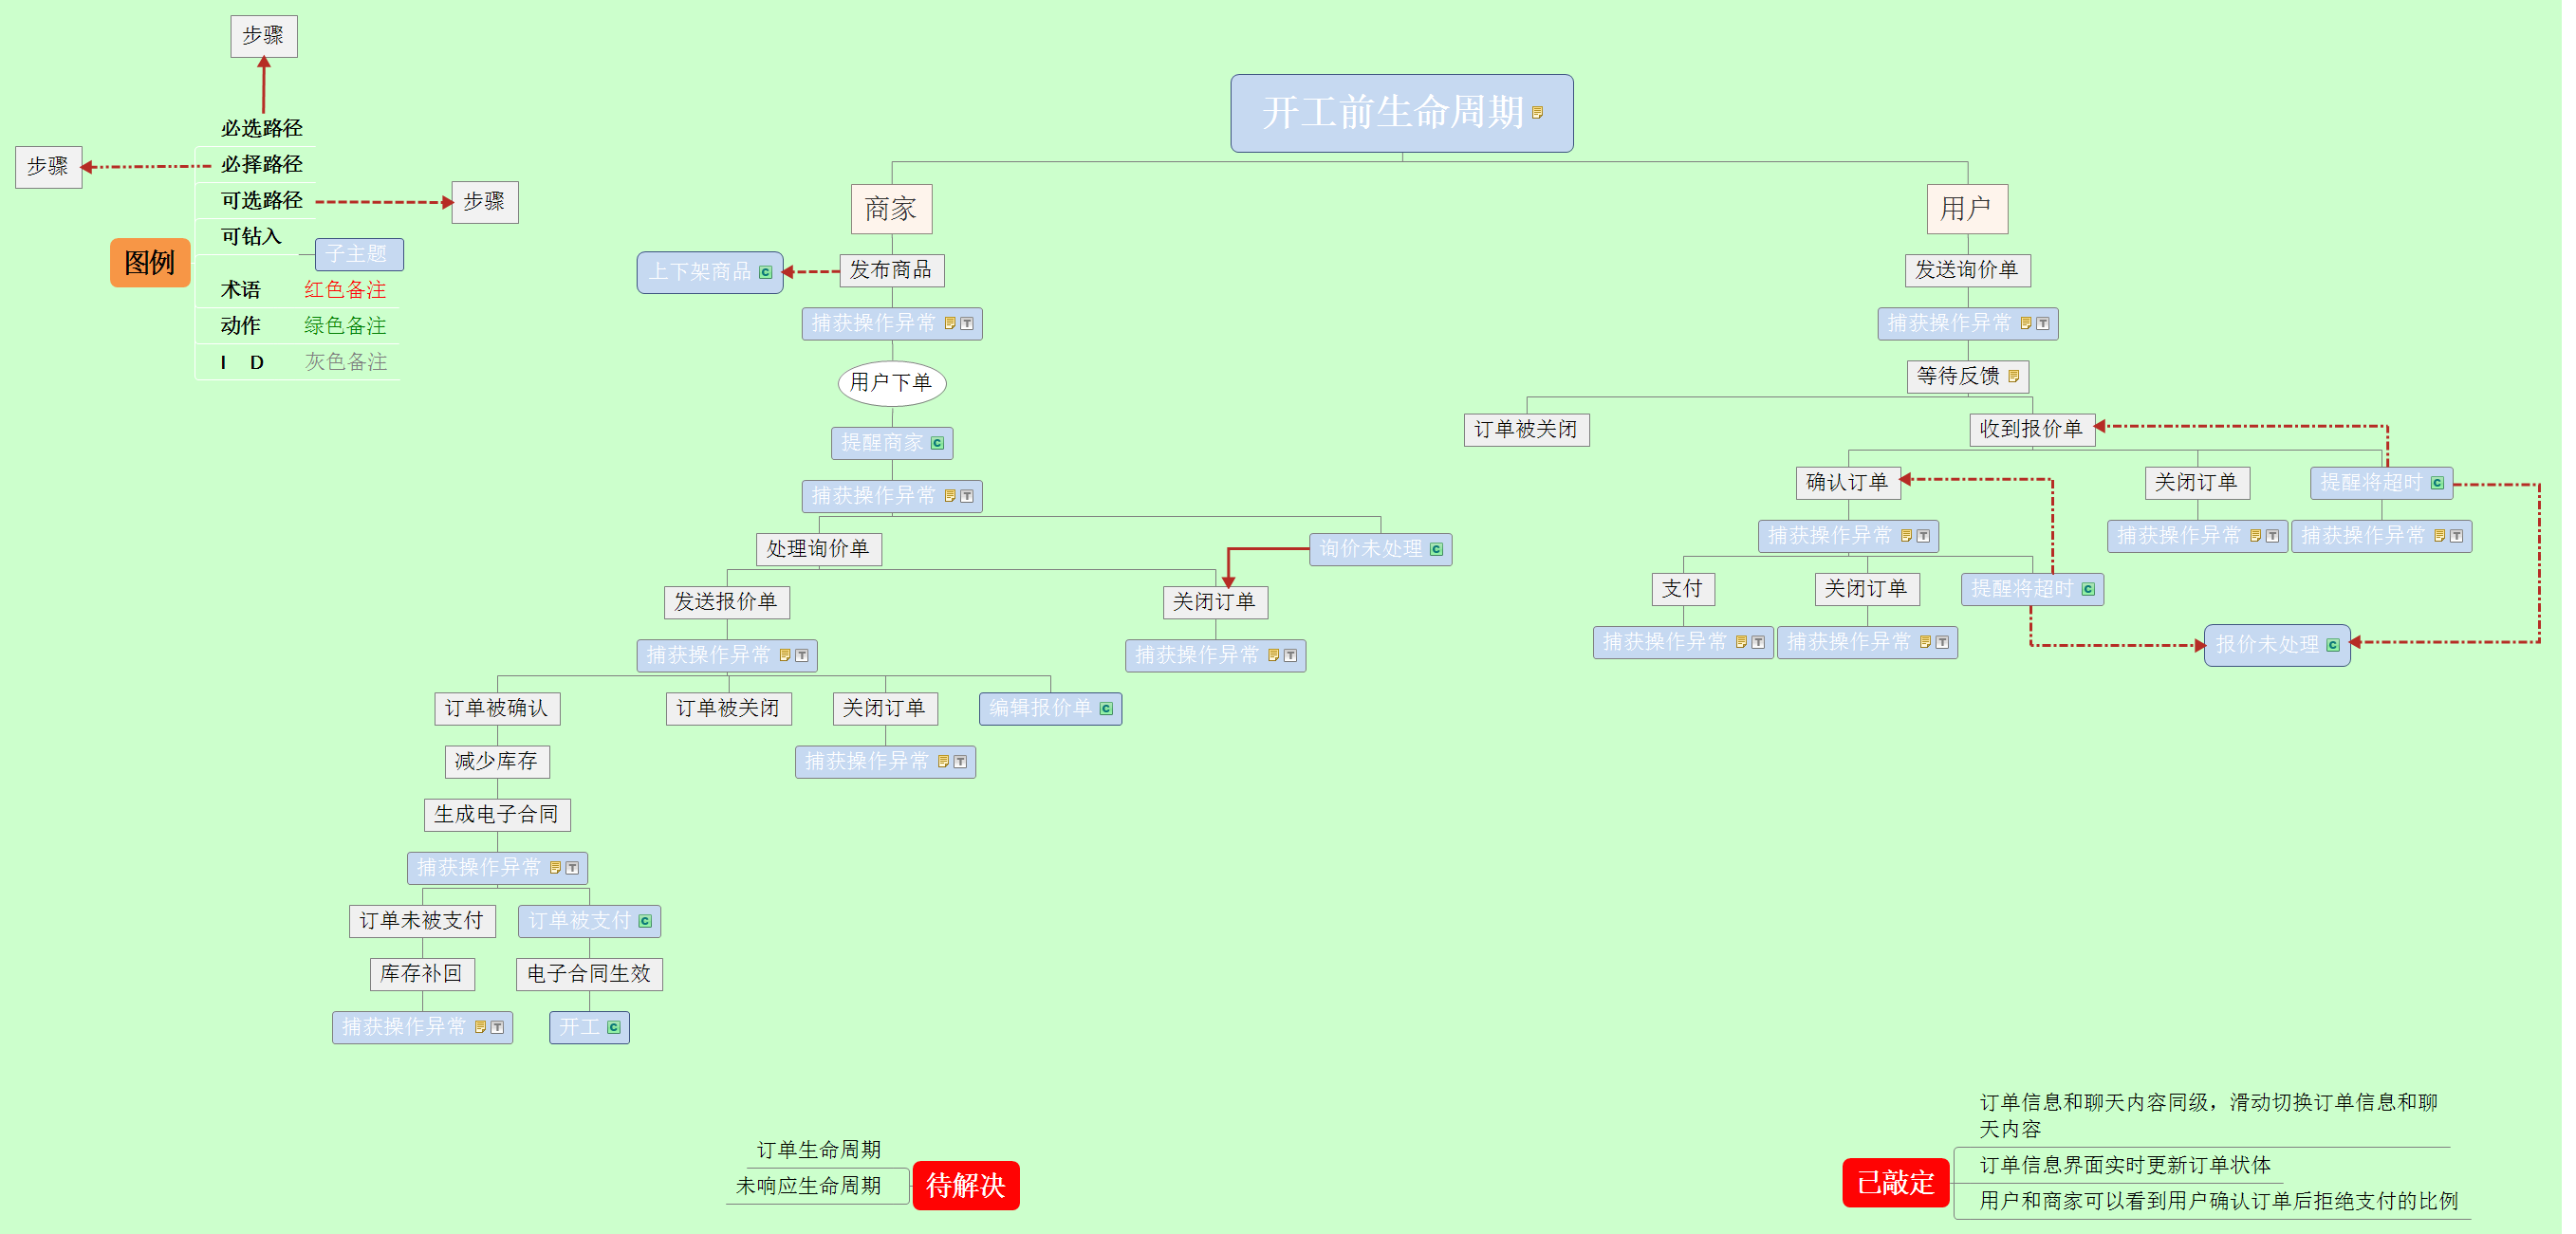 步骤
必选路径
步骤
必择路径
可选路径
步骤
可钻入
子主题
图例
术语 红色备注
动作 绿色备注
I D 灰色备注
开工前生命周期
商家
上下架商品
发布商品
捕获操作异常
用户下单
提醒商家
捕获操作异常
处理询价单
询价未处理
发送报价单
关闭订单
捕获操作异常
捕获操作异常
订单被确认
订单被关闭
关闭订单
编辑报价单
减少库存
捕获操作异常
生成电子合同
捕获操作异常
订单未被支付
订单被支付
库存补回
电子合同生效
捕获操作异常
开工
用户
发送询价单
捕获操作异常
等待反馈
订单被关闭
收到报价单
确认订单
关闭订单
提醒将超时
捕获操作异常
捕获操作异常
捕获操作异常
支付
关闭订单
提醒将超时
捕获操作异常
捕获操作异常
报价未处理
订单生命周期
未响应生命周期
待解决
已敲定
订单信息和聊天内容同级，滑动切换订单信息和聊
天内容
订单信息界面实时更新订单状体
用户和商家可以看到用户确认订单后拒绝支付的比例